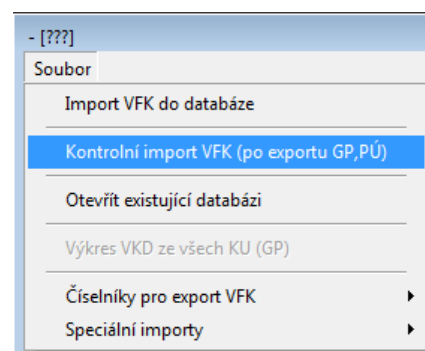 - [???]
Soubor
Import VFK do databáze
Kontrolní import VFK (po exportu GP,PÚ)
Otevřít existující databázi
Výkres VKD ze všech KU (GP)
Číselníky pro export VFK
Speciální importy